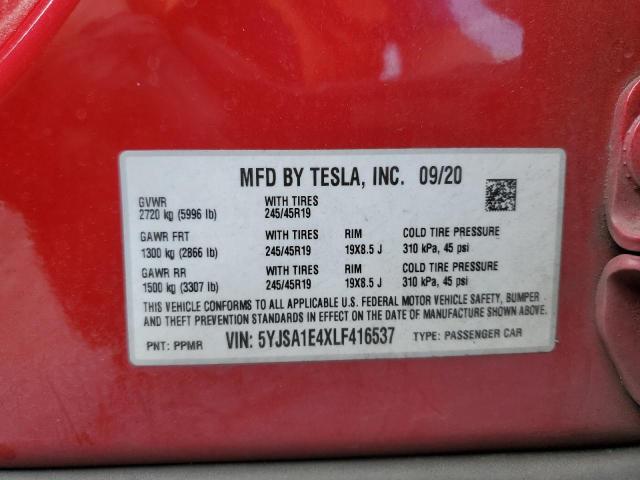 MFD BY TESLA, INC. 09/20
GVWR WITH TIRES
2720 kg (5996 lb) 245/45R19
GAWR FRT WITH TIRES RIM COLD TIRE PRESSURE
1300 kg (2866 lb) 245/45R19 19X8.5 J 310 kPa, 45 psi
GAWR RR WITH TIRES RIM COLD TIRE PRESSURE
1500 kg (3307 lb) 245/45R19 19X8.5 J 310 kPa, 45 psi
THIS VEHICLE CONFORMS TO ALL APPLICABLE U.S. FEDERAL MOTOR VEHICLE SAFETY, BUMPER
AND THEFT PREVENTION STANDARDS IN EFFECT ON THE DATE OF MANUFACTURE SHOWN ABOVE.
PNT: PPMR VIN: 5YJSA1E4XLF416537 TYPE: PASSENGER CAR